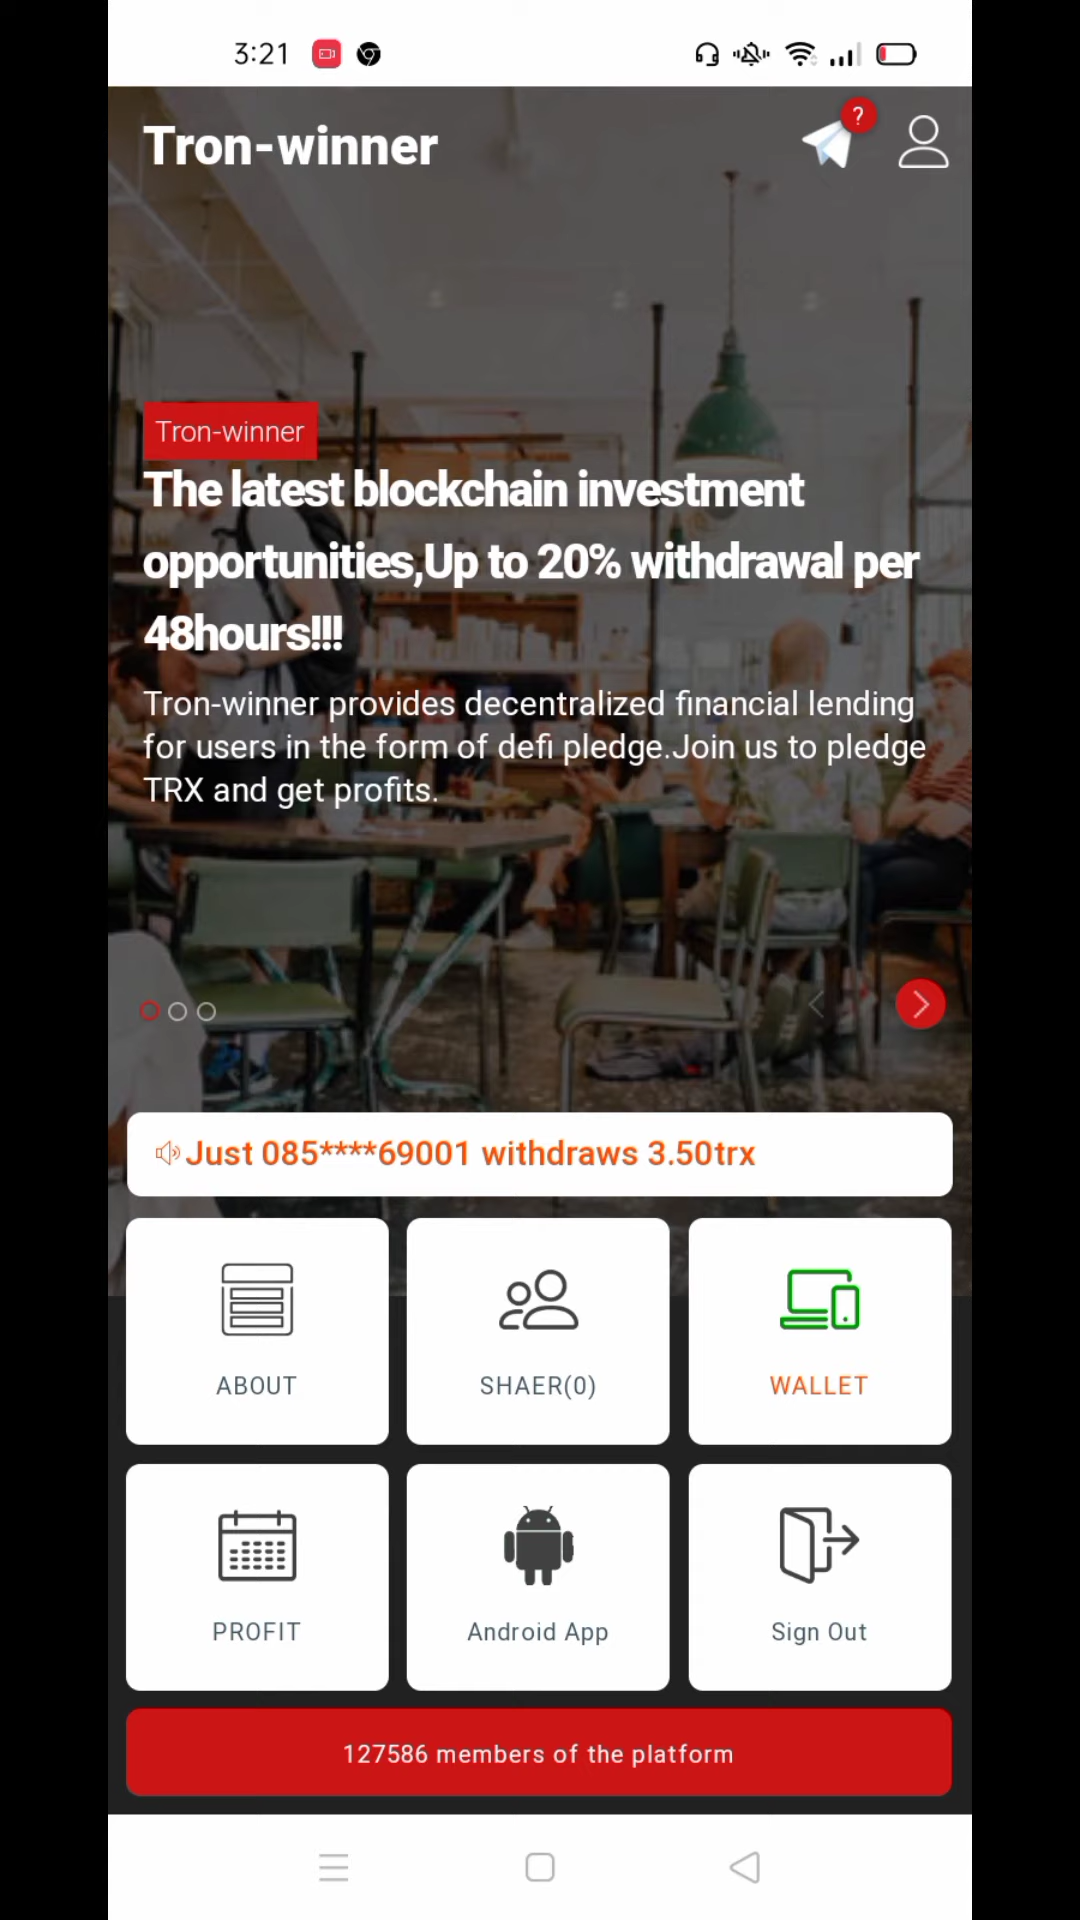 3:21
Tron-winner
?
Tron-winner
The latest blockchain investment
opportunities,Up to 20% withdrawal per
48hours!!!
Tron-winner provides decentralized financial lending
for users in the form of defi pledge.Join us to pledge
TRX and get profits.
Just 085****69001 withdraws 3.50trx
ABOUT
SHAER(0)
WALLET
PROFIT
Android App
Sign Out
127586 members of the platform